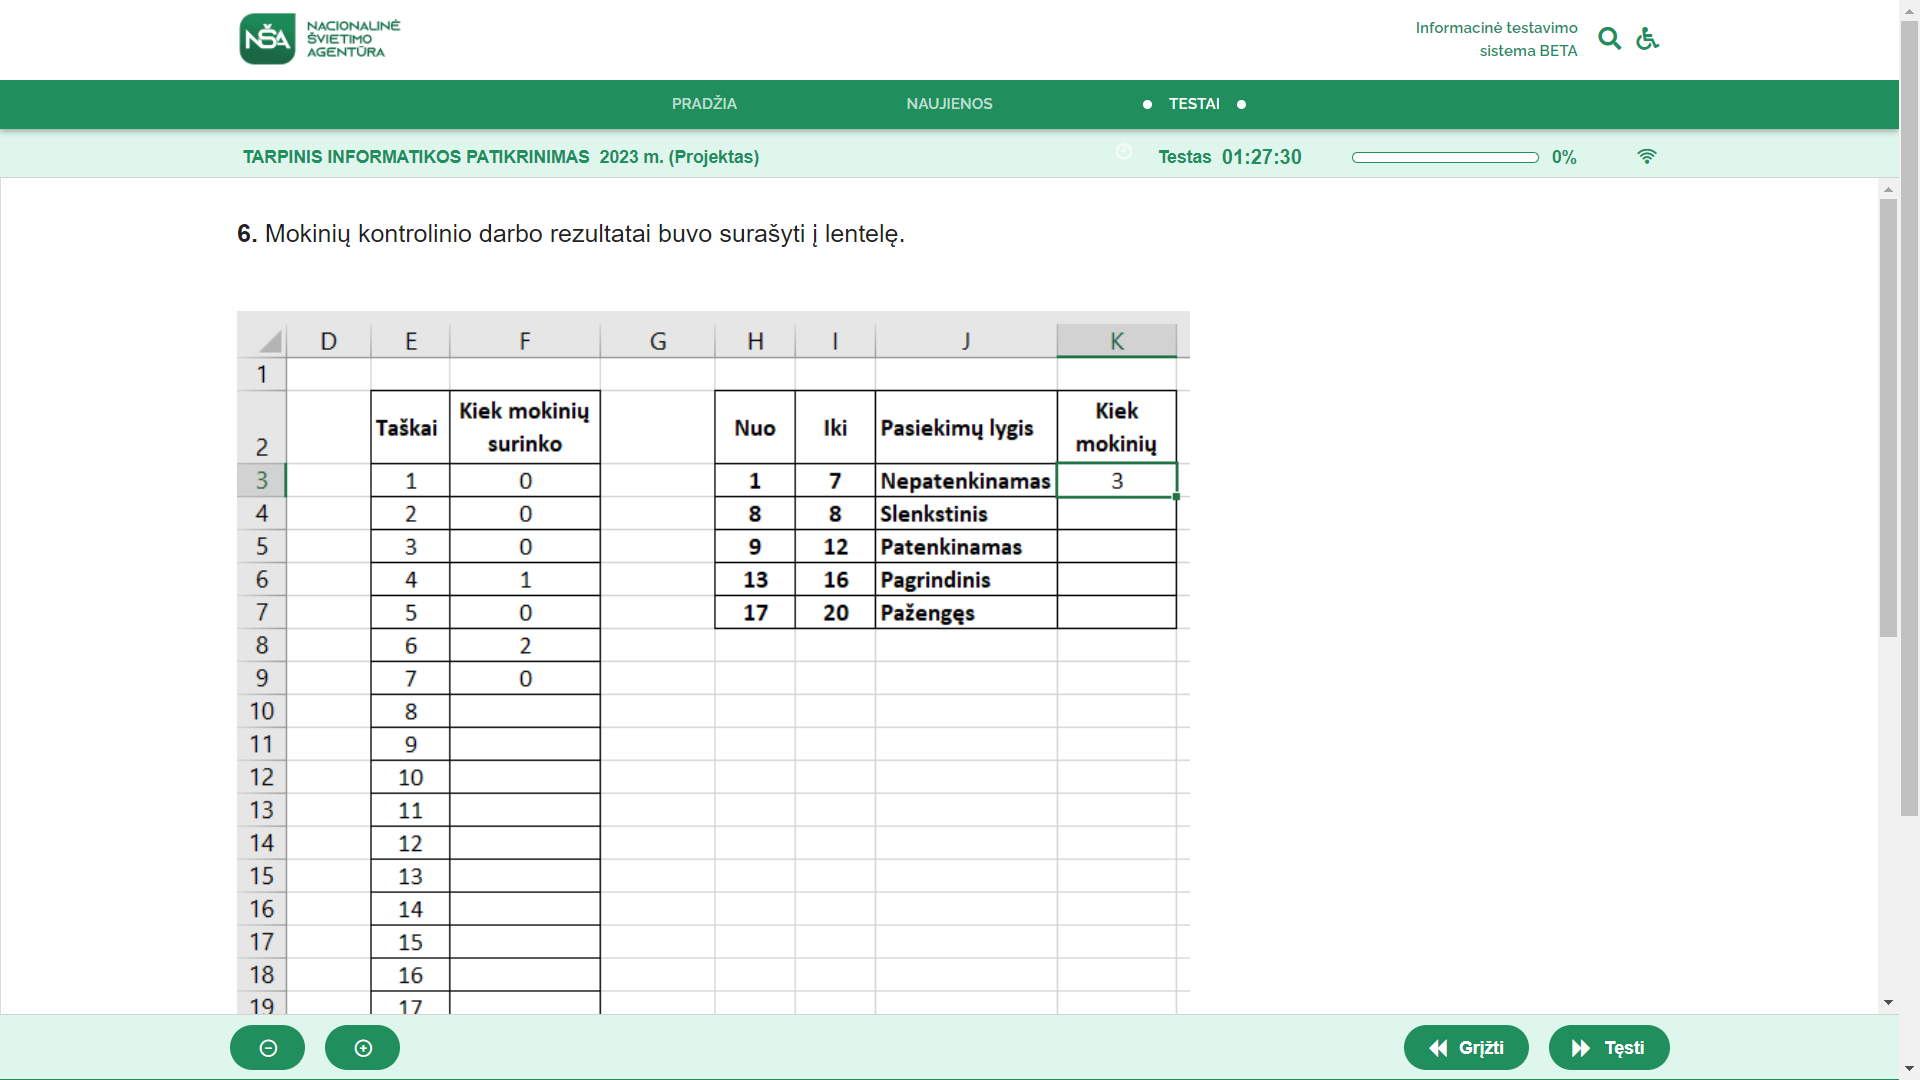 NŠA NACIONALINĖ
ŠVIETIMO
AGENTŪRA
Informacinė testavimo
sistema BETA
PRADŽIA NAUJIENOS TESTAI
TARPINIS INFORMATIKOS PATIKRINIMAS 2023 m. (Projektas) Testas 01:27:30 0%
6. Mokinių kontrolinio darbo rezultatai buvo surašyti į lentelę.
D E F G H I J K
1
2 Taškai Kiek mokinių surinko Nuo Iki Pasiekimų lygis Kiek mokinių
3 1 0 1 7 Nepatenkinamas 3
4 2 0 8 8 Slenkstinis
5 3 0 9 12 Patenkinamas
6 4 1 13 16 Pagrindinis
7 5 0 17 20 Pažengęs
8 6 2
9 7 0
10 8
11 9
12 10
13 11
14 12
15 13
16 14
17 15
18 16
19 17
Grįžti Tęsti